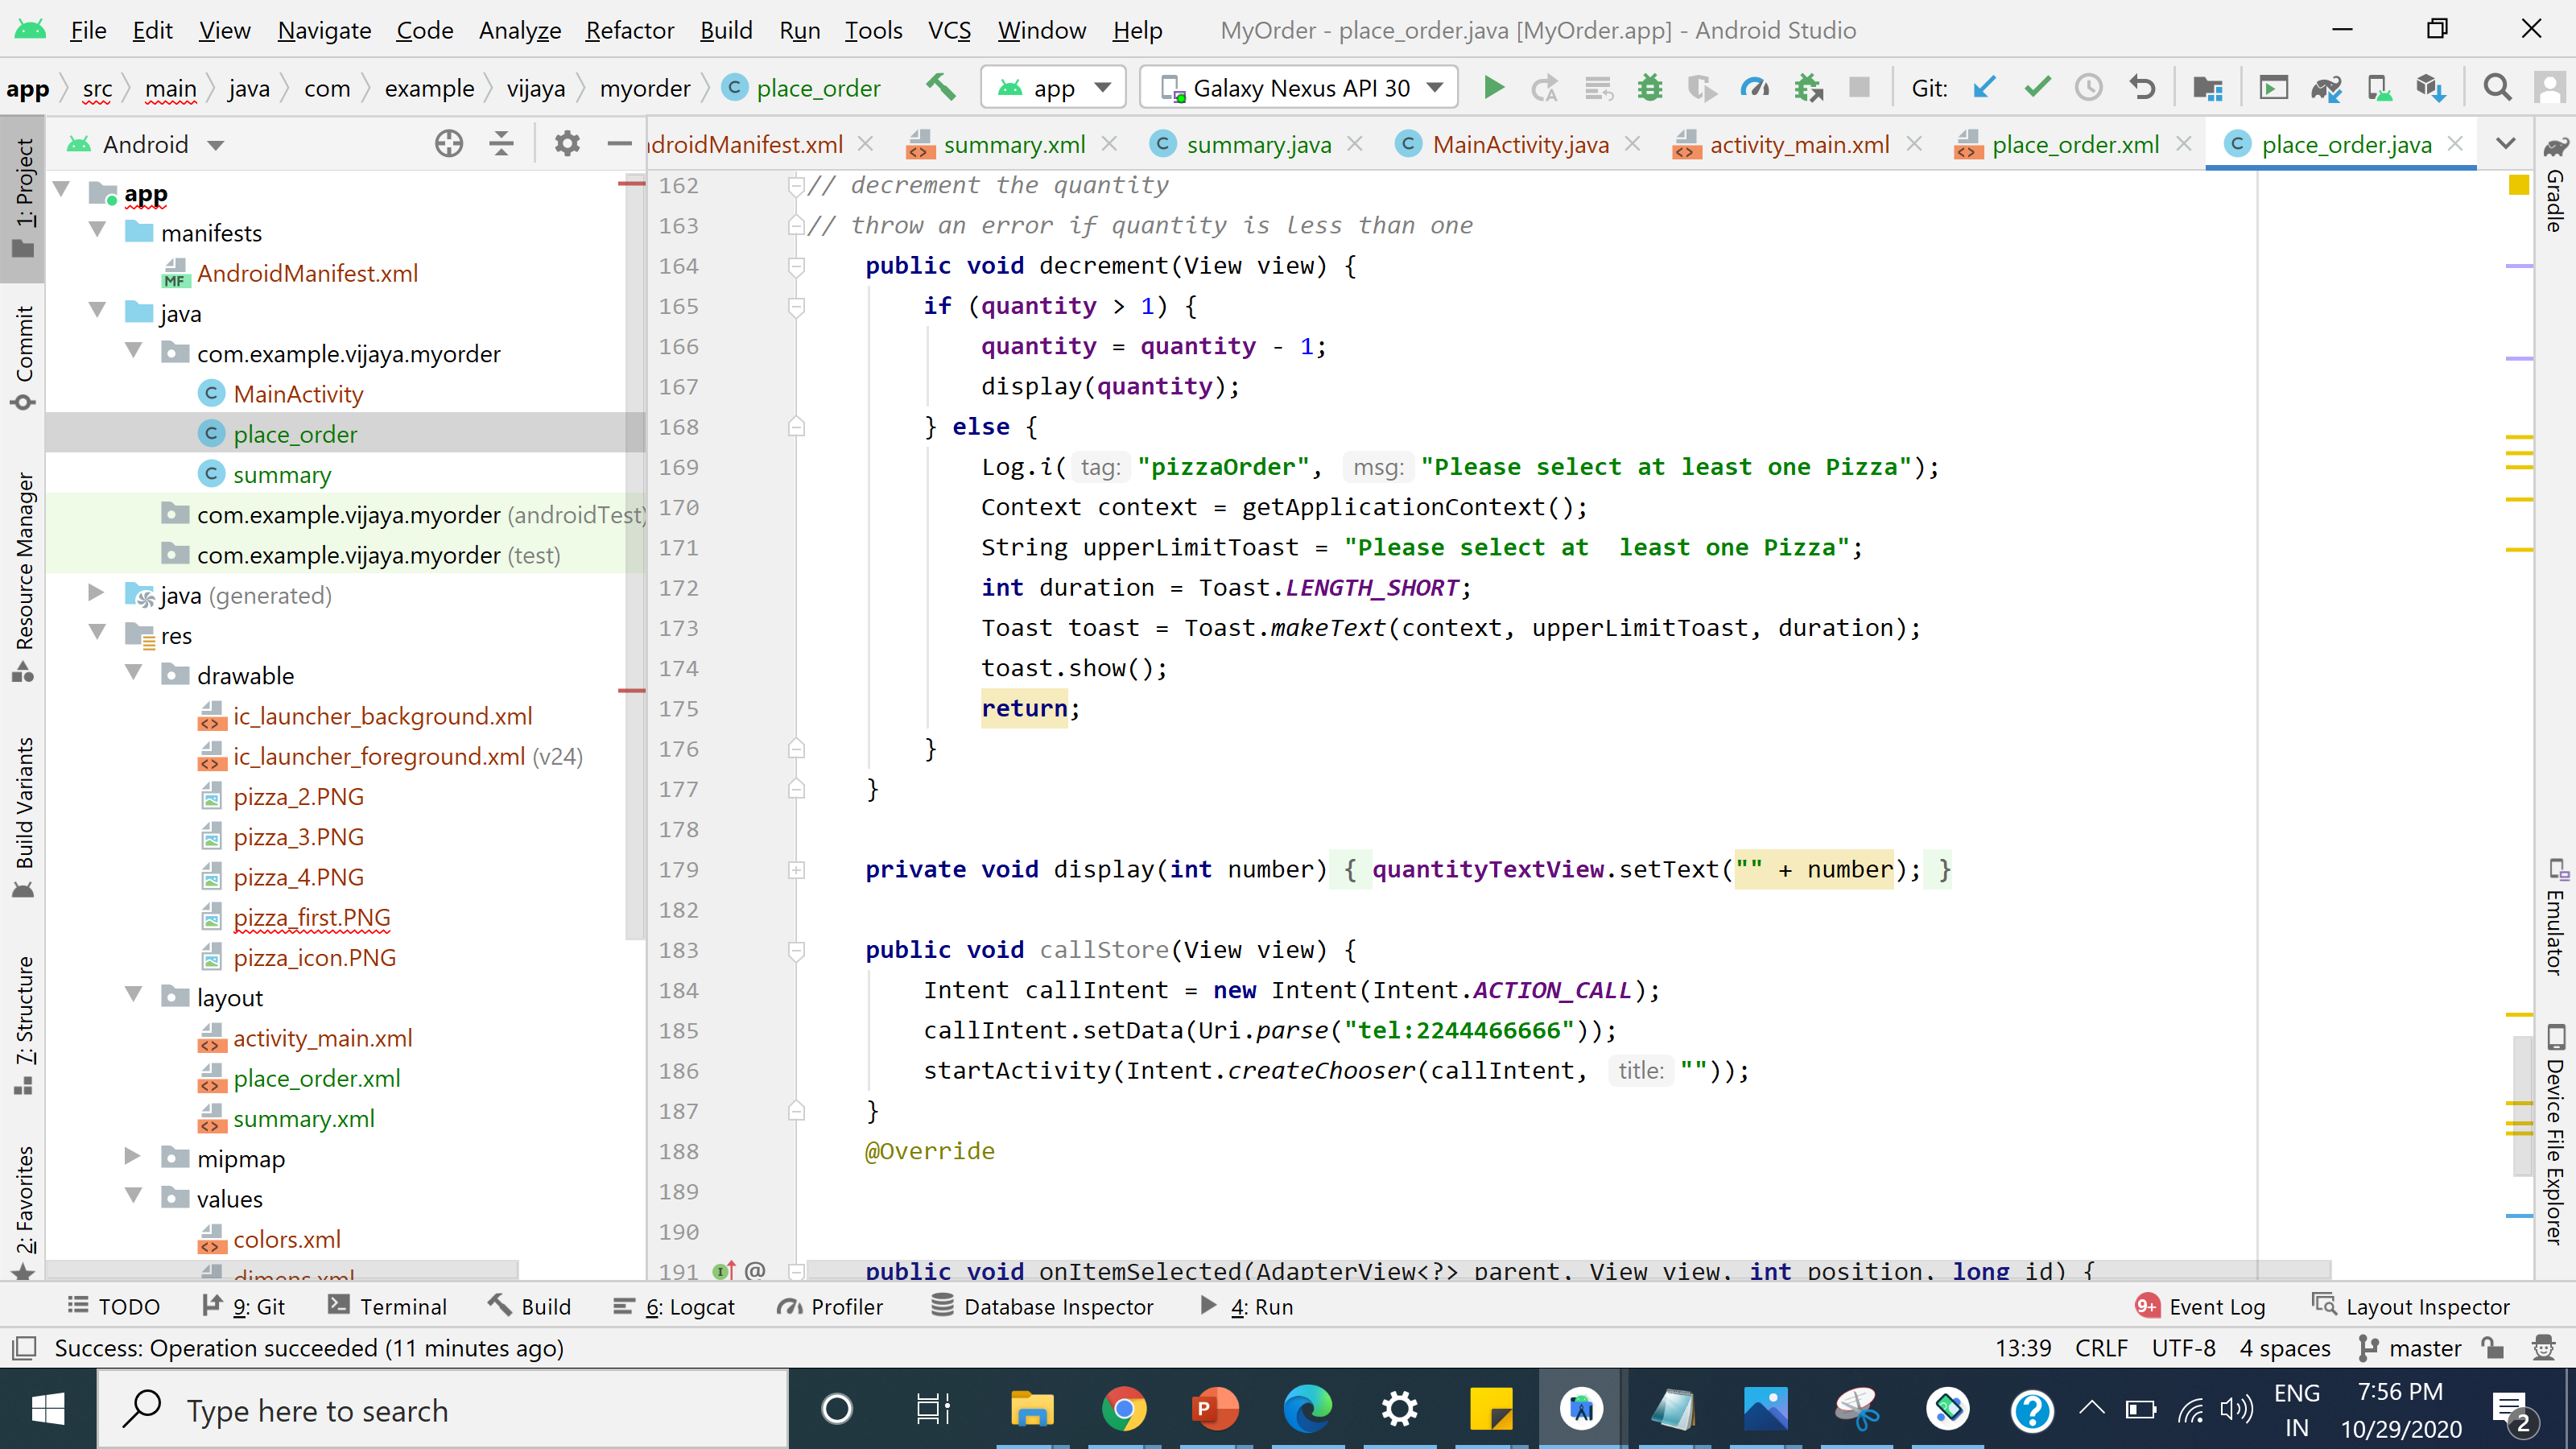 File Edit View Navigate Code Analyze Refactor Build Run Tools VCS Window Help MyOrder - place_order.java [MyOrder.app] - Android Studio
app src main java com example vijaya myorder place_order app Galaxy Nexus API 30 Git:
Android
ndroidManifest.xml summary.xml summary.java MainActivity.java activity_main.xml place_order.xml place_order.java
1: Project
Commit
Resource Manager
Build Variants
7: Structure
2: Favorites
app
manifests
AndroidManifest.xml
java
com.example.vijaya.myorder
MainActivity
place_order
summary
com.example.vijaya.myorder (androidTest)
com.example.vijaya.myorder (test)
java (generated)
res
drawable
ic_launcher_background.xml
ic_launcher_foreground.xml (v24)
pizza_2.PNG
pizza_3.PNG
pizza_4.PNG
pizza_first.PNG
pizza_icon.PNG
layout
activity_main.xml
place_order.xml
summary.xml
mipmap
values
colors.xml
dimens.xml
162 // decrement the quantity
163 // throw an error if quantity is less than one
164 public void decrement(View view) {
165 if (quantity > 1) {
166 quantity = quantity - 1;
167 display(quantity);
168 } else {
169 Log.i( tag: "pizzaOrder", msg: "Please select at least one Pizza");
170 Context context = getApplicationContext();
171 String upperLimitToast = "Please select at  least one Pizza";
172 int duration = Toast.LENGTH_SHORT;
173 Toast toast = Toast.makeText(context, upperLimitToast, duration);
174 toast.show();
175 return;
176 }
177 }
178
179 private void display(int number) { quantityTextView.setText("" + number); }
182
183 public void callStore(View view) {
184 Intent callIntent = new Intent(Intent.ACTION_CALL);
185 callIntent.setData(Uri.parse("tel:2244466666"));
186 startActivity(Intent.createChooser(callIntent, title: ""));
187 }
188 @Override
189
190
191 public void onItemSelected(AdapterView<?> parent, View view, int position, long id) {
Gradle
Emulator
Device File Explorer
TODO 9: Git Terminal Build 6: Logcat Profiler Database Inspector 4: Run 9+ Event Log Layout Inspector
Success: Operation succeeded (11 minutes ago) 13:39 CRLF UTF-8 4 spaces master
Type here to search
ENG
IN
7:56 PM
10/29/2020
2